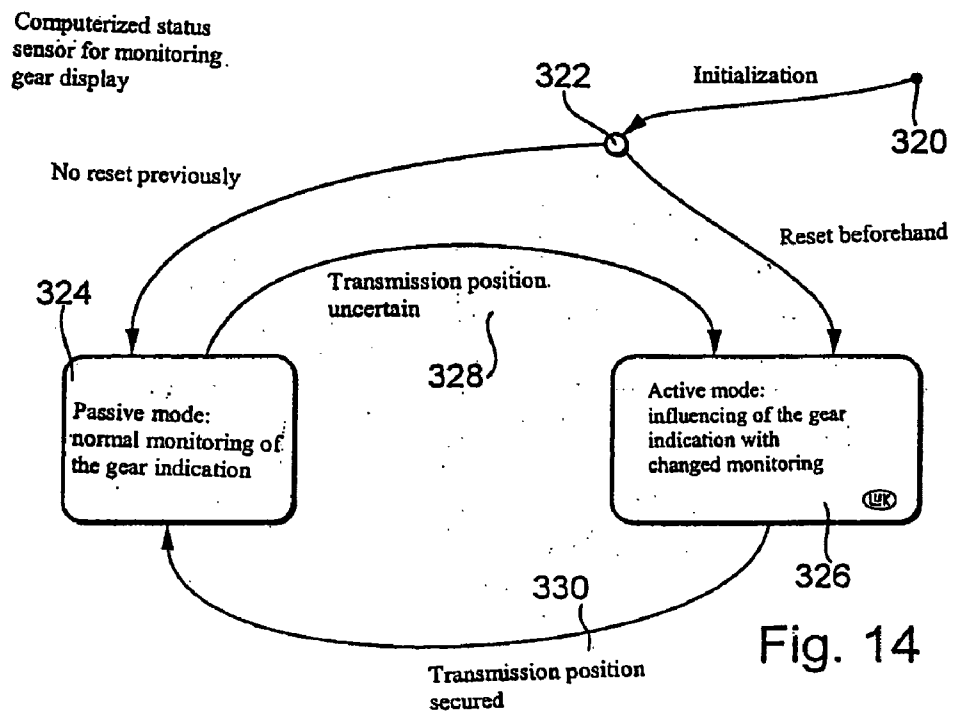 Computerized status
sensor for monitoring
gear display
322
Initialization
320
No reset previously
Reset beforehand
324
Transmission position
uncertain
328
Passive mode:
normal monitoring of
the gear indication
Active mode:
influencing of the gear
indication with
changed monitoring
LuK
326
330
Fig. 14
Transmission position
secured